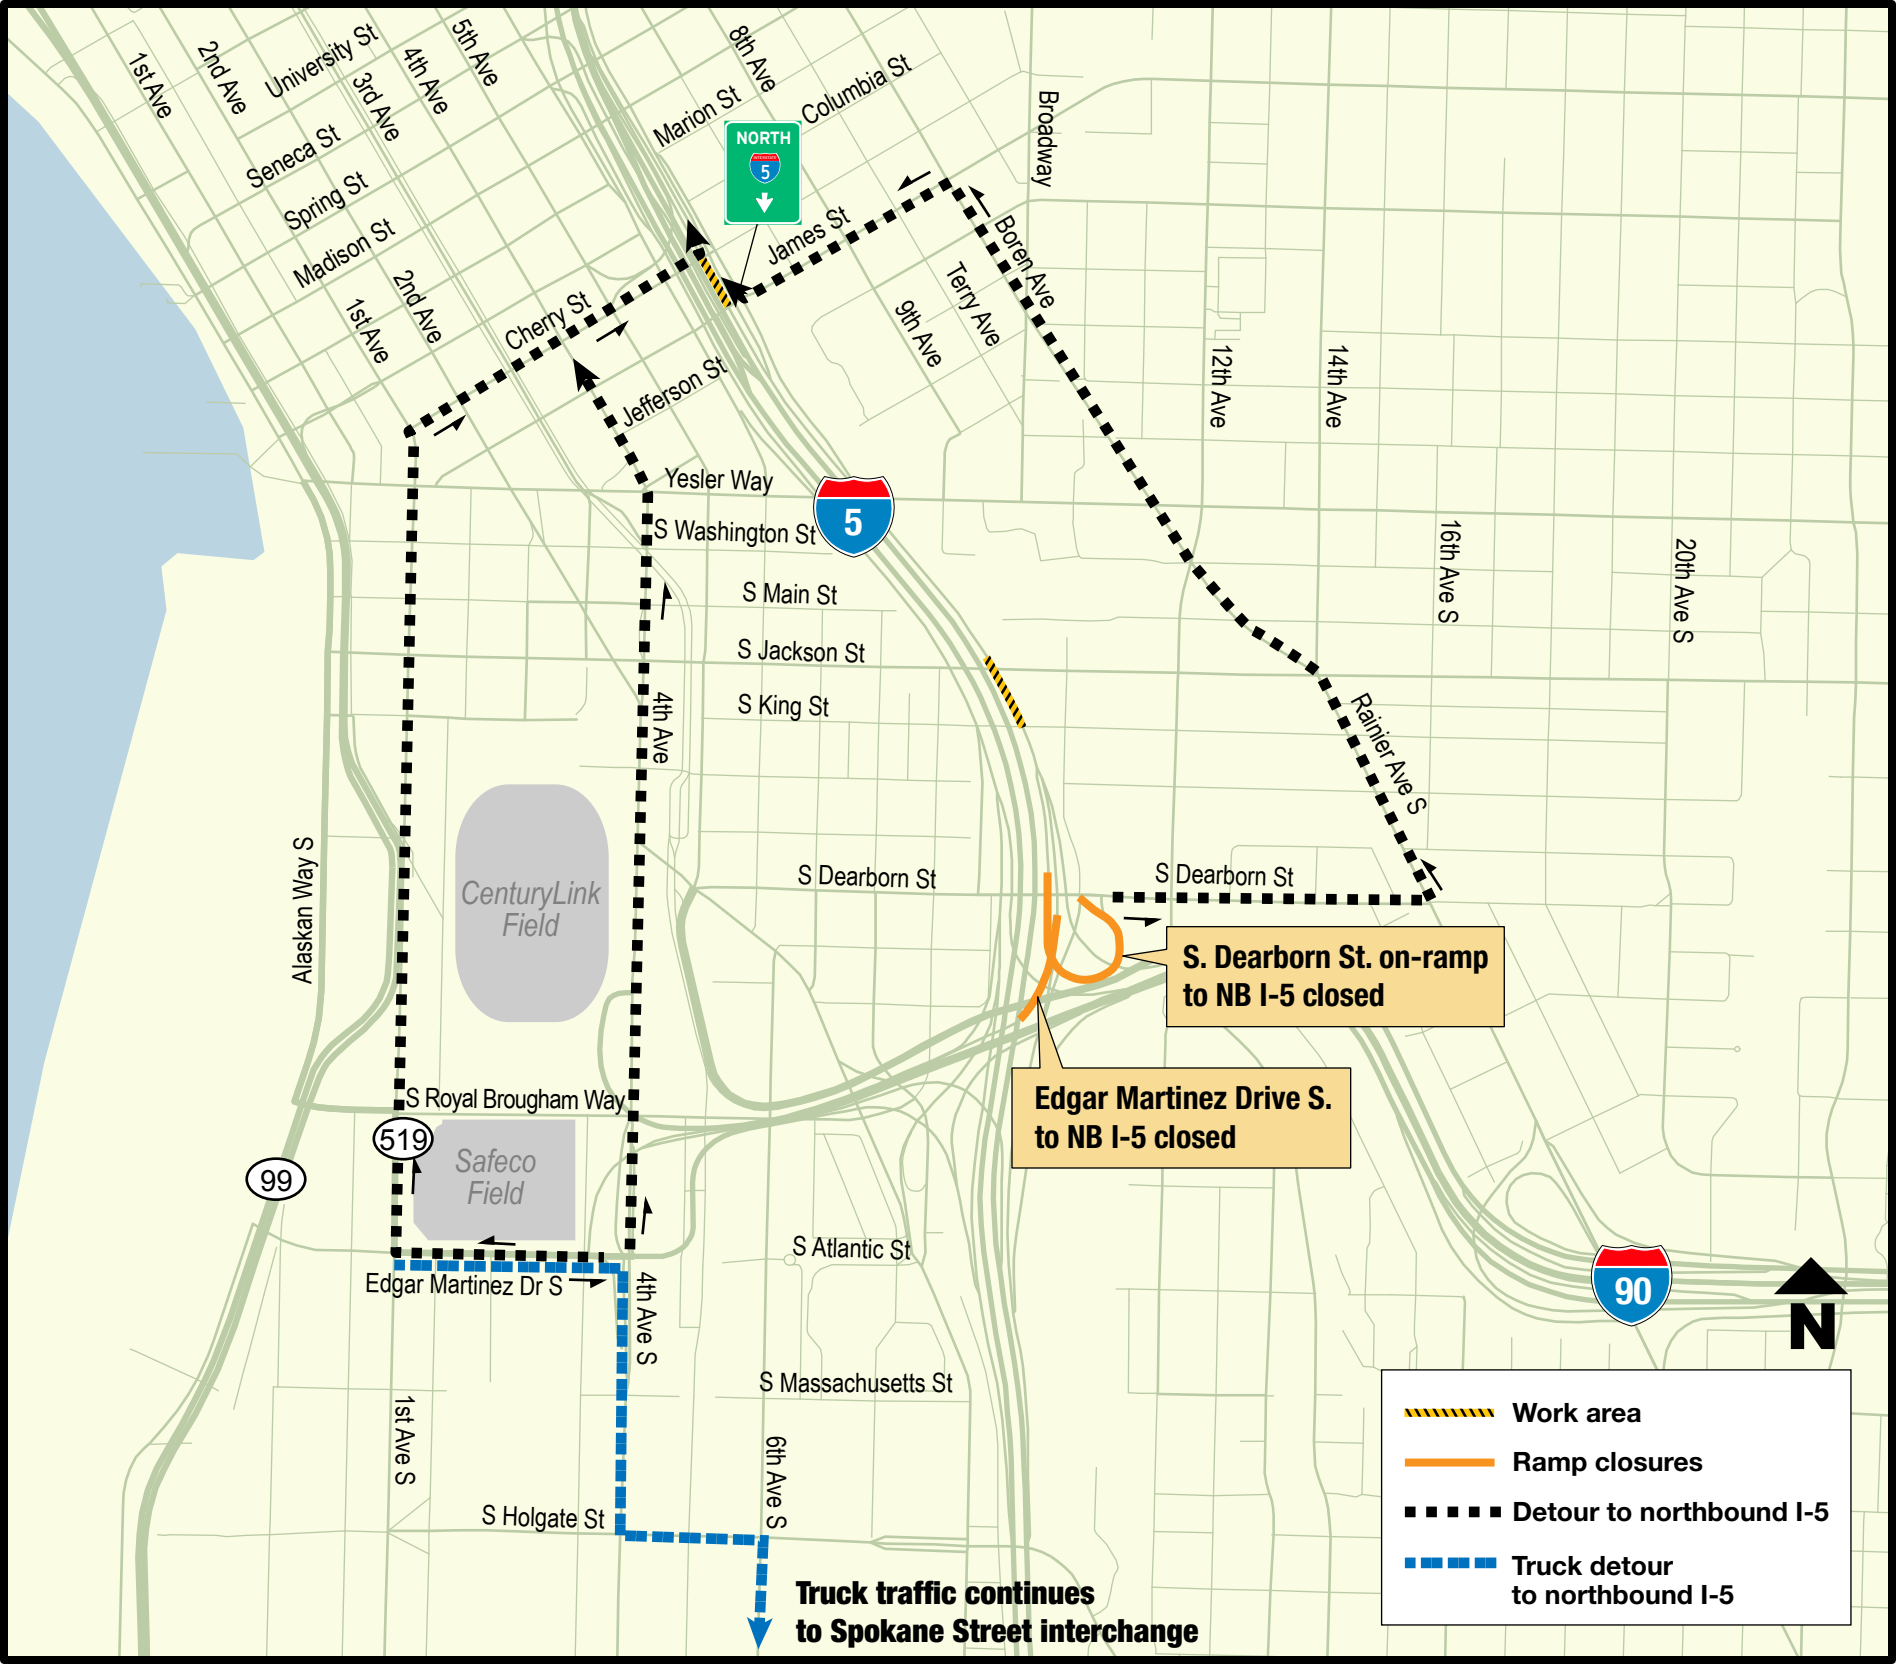 1st Ave
2nd Ave
University St
3rd Ave
4th Ave
5th Ave
8th Ave
Columbia St
Marion St
Seneca St
Spring St
Madison St
NORTH
INTERSTATE
5
Broadway
James St
Boren Ave
Terry Ave
9th Ave
1st Ave
2nd Ave
Cherry St
Jefferson St
12th Ave
14th Ave
Yesler Way
5
S Washington St
16th Ave S
20th Ave S
S Main St
S Jackson St
S King St
4th Ave
Rainier Ave S
Alaskan Way S
CenturyLink
Field
S Dearborn St
S Dearborn St
S. Dearborn St. on-ramp
to NB I-5 closed
Edgar Martinez Drive S.
to NB I-5 closed
S Royal Brougham Way
519
99
Safeco
Field
S Atlantic St
Edgar Martinez Dr S
4th Ave S
90
N
S Massachusetts St
1st Ave S
6th Ave S
S Holgate St
Truck traffic continues
to Spokane Street interchange
Work area
Ramp closures
Detour to northbound I-5
Truck detour
to northbound I-5